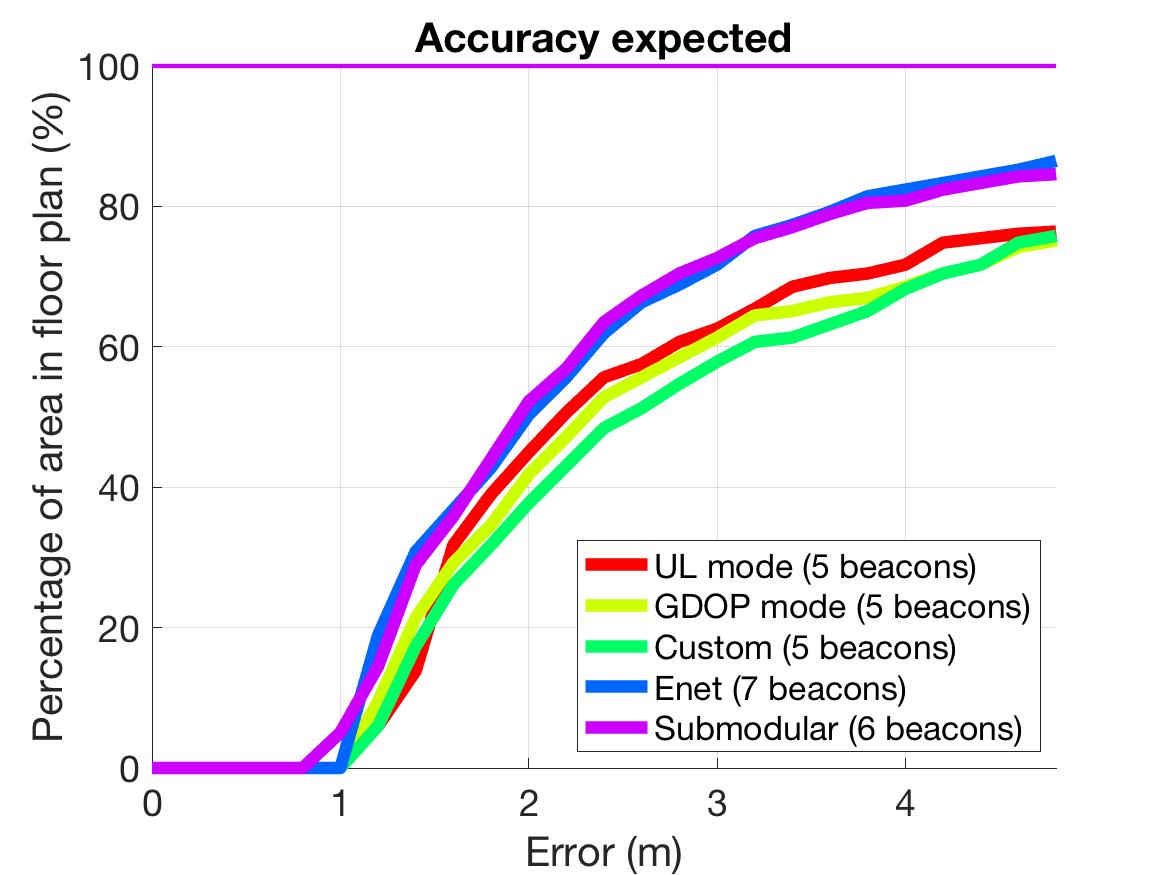 Accuracy expected
Percentage of area in floor plan (%)
100
80
60
40
20
0
0 1 2 3 4
Error (m)
UL mode (5 beacons)
GDOP mode (5 beacons)
Custom (5 beacons)
Enet (7 beacons)
Submodular (6 beacons)